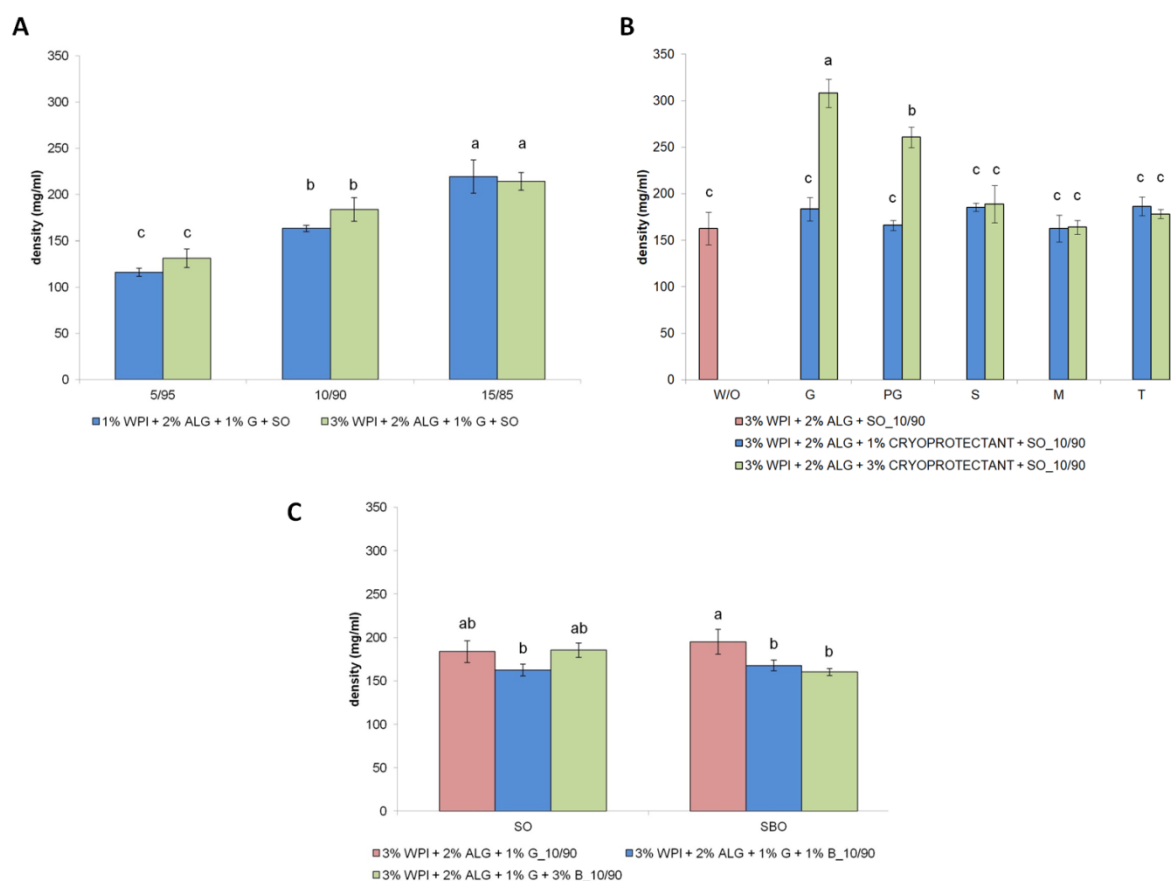 A
density (mg/ml)
350
300
250
200
150
100
50
0
c c
b b
a a
5/95 10/90 15/85
1% WPI + 2% ALG + 1% G + SO 3% WPI + 2% ALG + 1% G + SO
B
density (mg/ml)
350
300
250
200
150
100
50
0
c
c a
c b
c c
c c
c c
W/O G PG S M T
3% WPI + 2% ALG + SO_10/90
3% WPI + 2% ALG + 1% CRYOPROTECTANT + SO_10/90
3% WPI + 2% ALG + 3% CRYOPROTECTANT + SO_10/90
C
density (mg/ml)
350
300
250
200
150
100
50
0
ab b ab
a b b
SO SBO
3% WPI + 2% ALG + 1% G_10/90 3% WPI + 2% ALG + 1% G + 1% B_10/90
3% WPI + 2% ALG + 1% G + 3% B_10/90